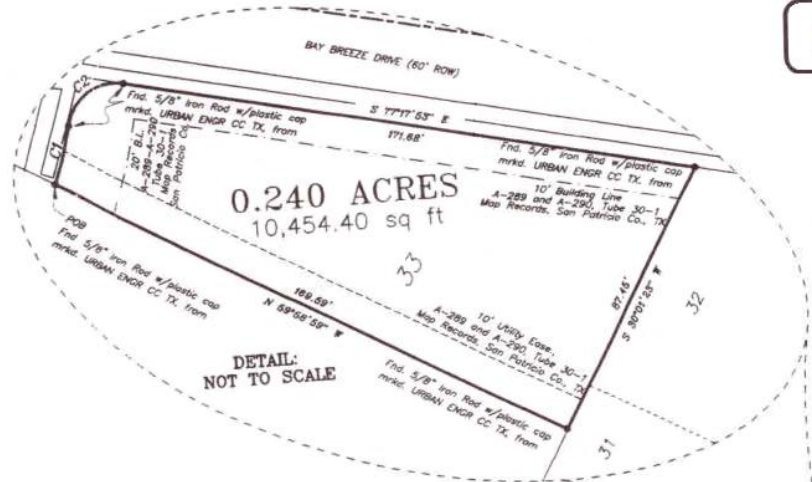 BAY BREEZE DRIVE (60' ROW)
C2
Fnd. 5/8" Iron Rod w/plastic cap
mrkd. URBAN ENGR CC TX, from
S 77°17'53" E
171.68'
Fnd. 5/8" Iron Rod w/plastic cap
mrkd. URBAN ENGR CC TX, from
C1
20' B.L.
A-289-A-290
Tube 30-1
Map Records
San Patricio Co.
0.240 ACRES
10,454.40 sq ft
10' Building Line
A-289 and A-290, Tube 30-1
Map Records, San Patricio Co., TX
POB
Fnd 5/8" Iron Rod w/plastic cap
mrkd. URBAN ENGR CC TX, from
33
87.45'
S 30°01'23" W
32
169.59'
N 59°58'59" W
10' Utility Ease.,
A-289 and A-290, Tube 30-1
Map Records, San Patricio Co., TX
DETAIL:
NOT TO SCALE
Fnd. 5/8" Iron Rod w/plastic cap
mrkd. URBAN ENGR CC TX, from
31